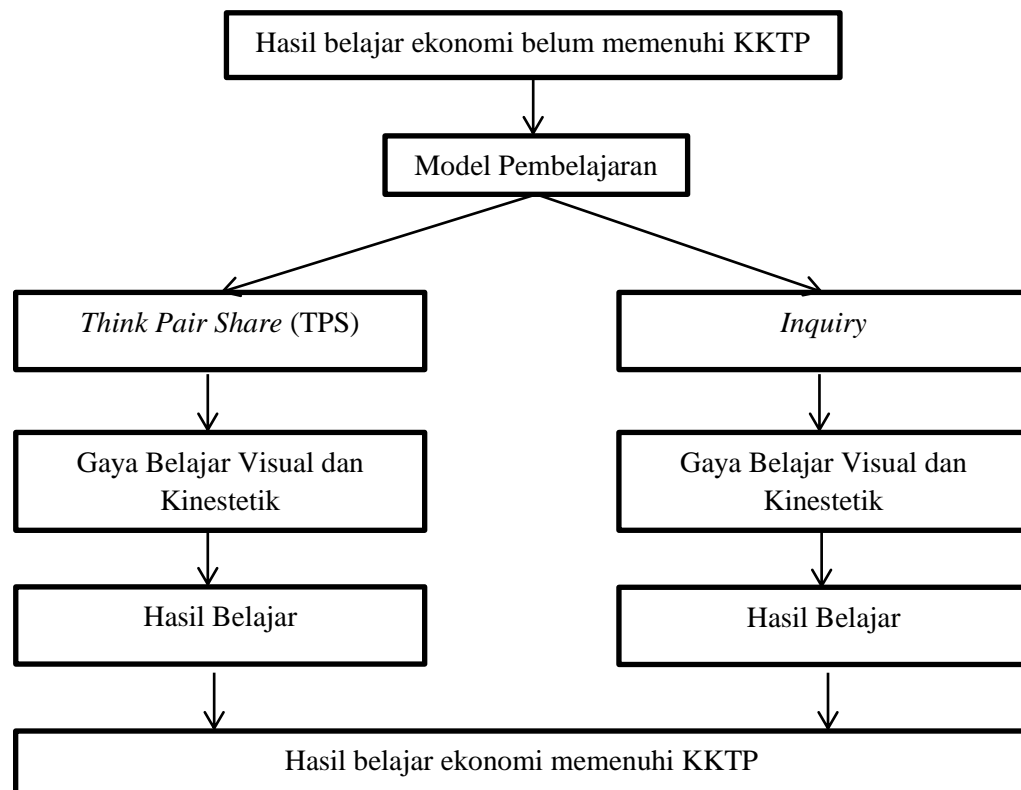 Hasil belajar ekonomi belum memenuhi KKTP
Model Pembelajaran
Think Pair Share (TPS)
Inquiry
Gaya Belajar Visual dan
Kinestetik
Gaya Belajar Visual dan
Kinestetik
Hasil Belajar
Hasil Belajar
Hasil belajar ekonomi memenuhi KKTP